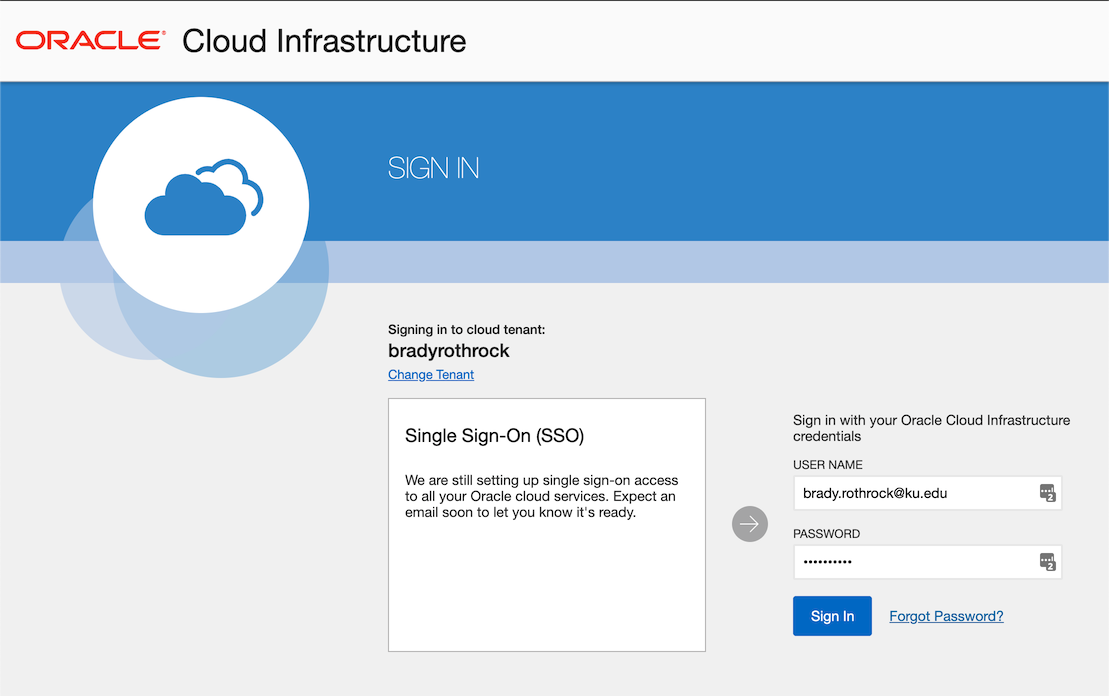 ORACLE® Cloud Infrastructure
SIGN IN
Signing in to cloud tenant:
bradyrothrock
Change Tenant
Single Sign-On (SSO)
We are still setting up single sign-on access
to all your Oracle cloud services. Expect an
email soon to let you know it's ready.
Sign in with your Oracle Cloud Infrastructure
credentials
USER NAME
brady.rothrock@ku.edu
2
PASSWORD
••••••••••
2
Sign In
Forgot Password?